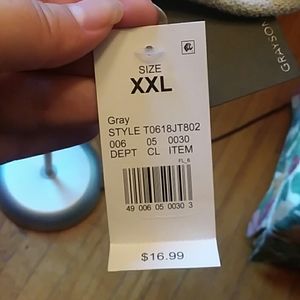 SIZE
XXL
Gray
STYLE T0618JT802
006 05 0030
DEPT CL ITEM
FL_6
49 006 05 0030 3
$16.99
GRAYSON